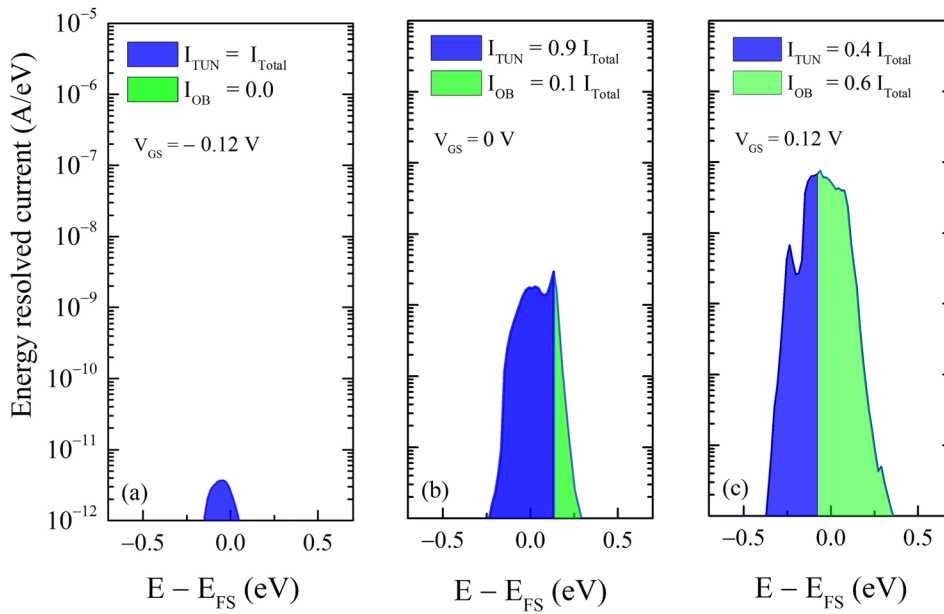 Energy resolved current (A/eV)
10⁻⁵
10⁻⁶
10⁻⁷
10⁻⁸
10⁻⁹
10⁻¹⁰
10⁻¹¹
10⁻¹²
I_TUN = I_Total
I_OB = 0.0
V_GS = − 0.12 V
(a)
−0.5 0.0 0.5
E − E_FS (eV)
I_TUN = 0.9 I_Total
I_OB = 0.1 I_Total
V_GS = 0 V
(b)
−0.5 0.0 0.5
E − E_FS (eV)
I_TUN = 0.4 I_Total
I_OB = 0.6 I_Total
V_GS = 0.12 V
(c)
−0.5 0.0 0.5
E − E_FS (eV)